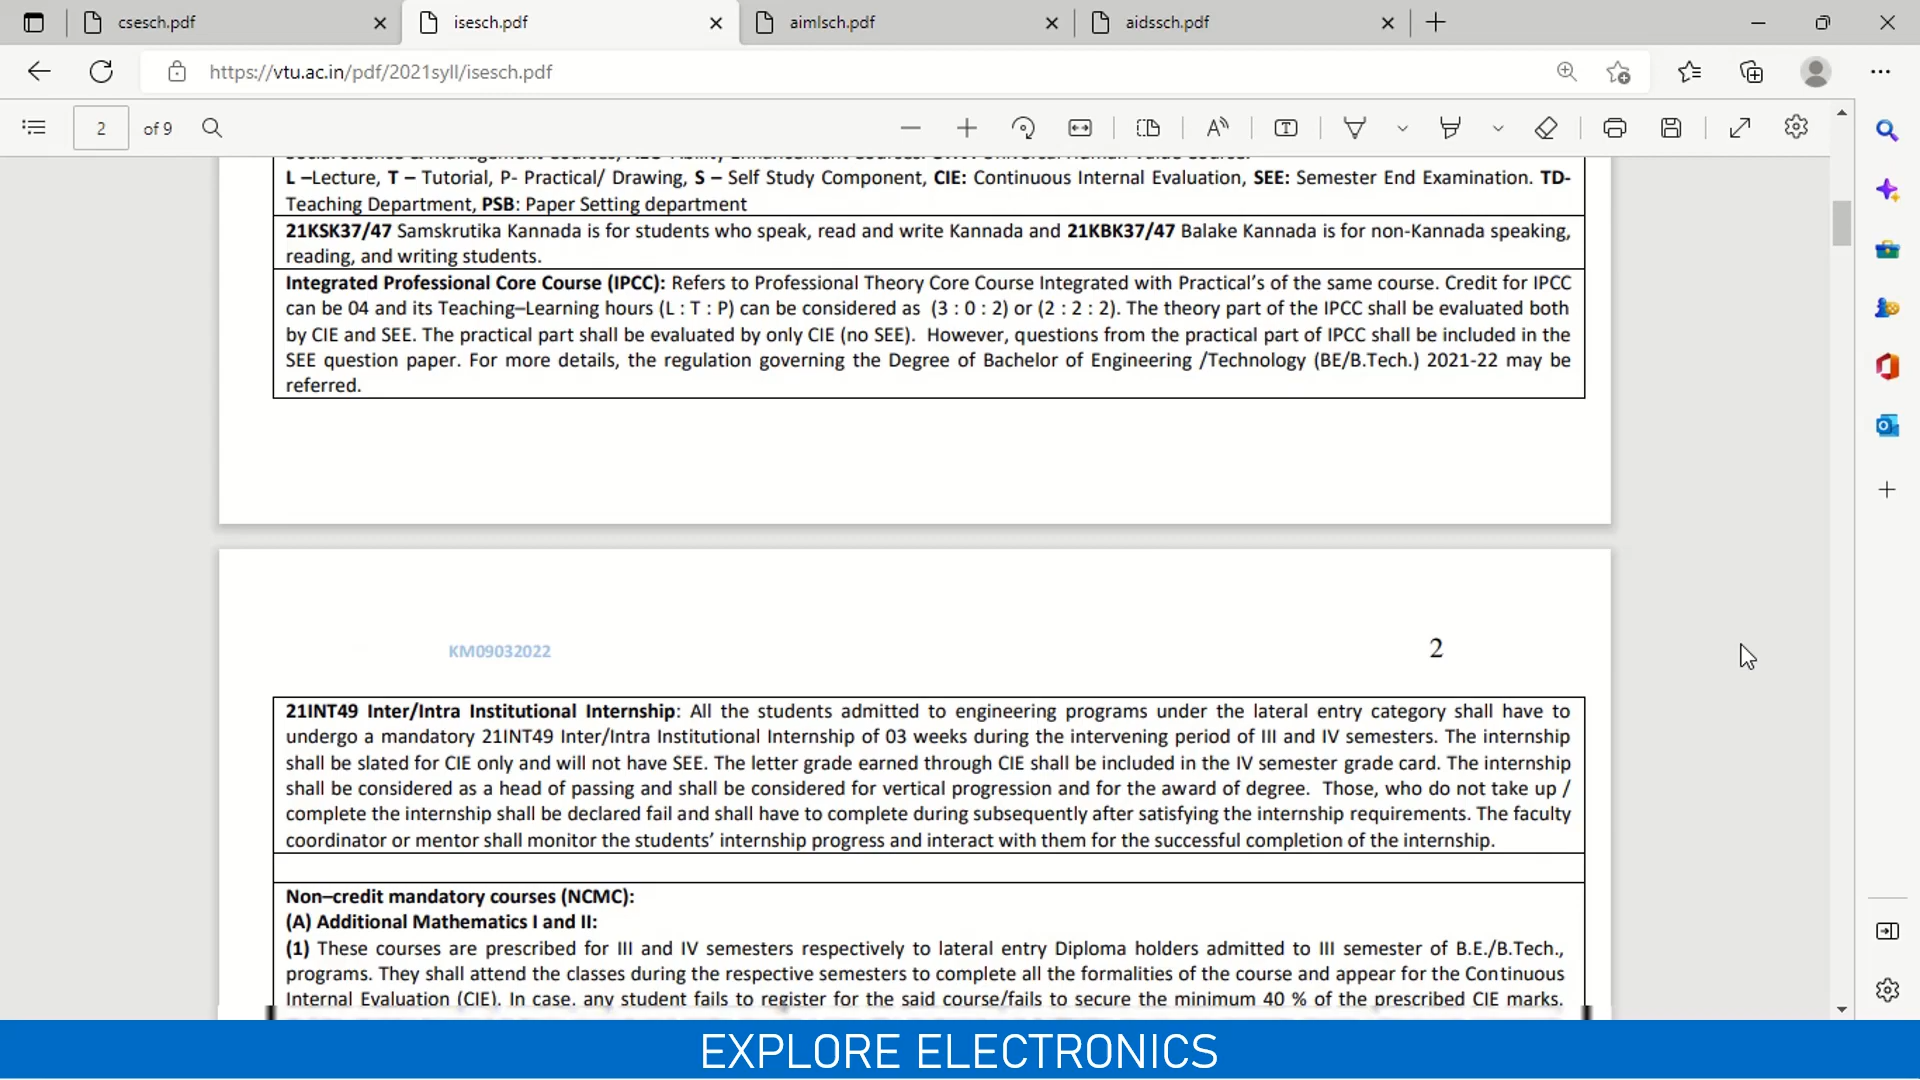 csesch.pdf
isesch.pdf
aimlsch.pdf
aidssch.pdf
https://vtu.ac.in/pdf/2021syll/isesch.pdf
2 of 9
L –Lecture, T – Tutorial, P- Practical/ Drawing, S – Self Study Component, CIE: Continuous Internal Evaluation, SEE: Semester End Examination. TD-
Teaching Department, PSB: Paper Setting department
21KSK37/47 Samskrutika Kannada is for students who speak, read and write Kannada and 21KBK37/47 Balake Kannada is for non-Kannada speaking,
reading, and writing students.
Integrated Professional Core Course (IPCC): Refers to Professional Theory Core Course Integrated with Practical's of the same course. Credit for IPCC
can be 04 and its Teaching–Learning hours (L : T : P) can be considered as (3 : 0 : 2) or (2 : 2 : 2). The theory part of the IPCC shall be evaluated both
by CIE and SEE. The practical part shall be evaluated by only CIE (no SEE). However, questions from the practical part of IPCC shall be included in the
SEE question paper. For more details, the regulation governing the Degree of Bachelor of Engineering /Technology (BE/B.Tech.) 2021-22 may be
referred.
KM09032022
2
21INT49 Inter/Intra Institutional Internship: All the students admitted to engineering programs under the lateral entry category shall have to
undergo a mandatory 21INT49 Inter/Intra Institutional Internship of 03 weeks during the intervening period of III and IV semesters. The internship
shall be slated for CIE only and will not have SEE. The letter grade earned through CIE shall be included in the IV semester grade card. The internship
shall be considered as a head of passing and shall be considered for vertical progression and for the award of degree. Those, who do not take up /
complete the internship shall be declared fail and shall have to complete during subsequently after satisfying the internship requirements. The faculty
coordinator or mentor shall monitor the students' internship progress and interact with them for the successful completion of the internship.
Non–credit mandatory courses (NCMC):
(A) Additional Mathematics I and II:
(1) These courses are prescribed for III and IV semesters respectively to lateral entry Diploma holders admitted to III semester of B.E./B.Tech.,
programs. They shall attend the classes during the respective semesters to complete all the formalities of the course and appear for the Continuous
Internal Evaluation (CIE). In case, any student fails to register for the said course/fails to secure the minimum 40 % of the prescribed CIE marks.
EXPLORE ELECTRONICS